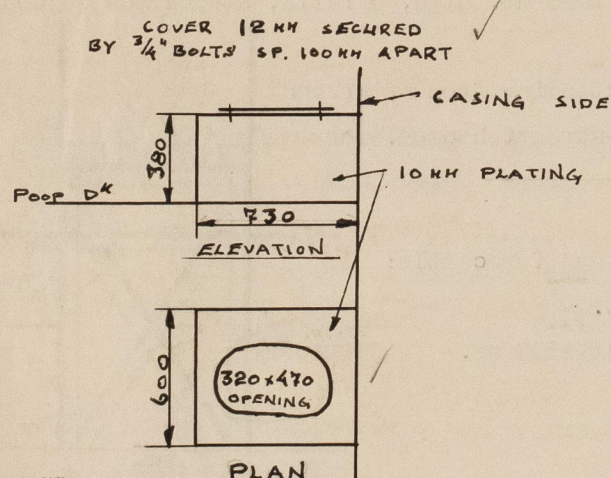 COVER 12 MM SECURED
BY 3/4" BOLTS SP. 100 MM APART
CASING SIDE
380
10 MM PLATING
POOP DK
730
ELEVATION
600
320 x 470
OPENING
PLAN